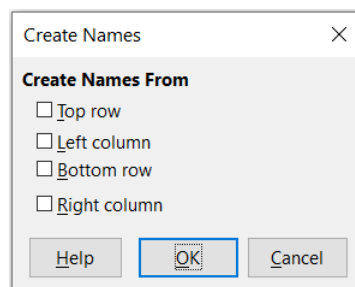 Create Names
Create Names From
Top row
Left column
Bottom row
Right column
Help OK Cancel